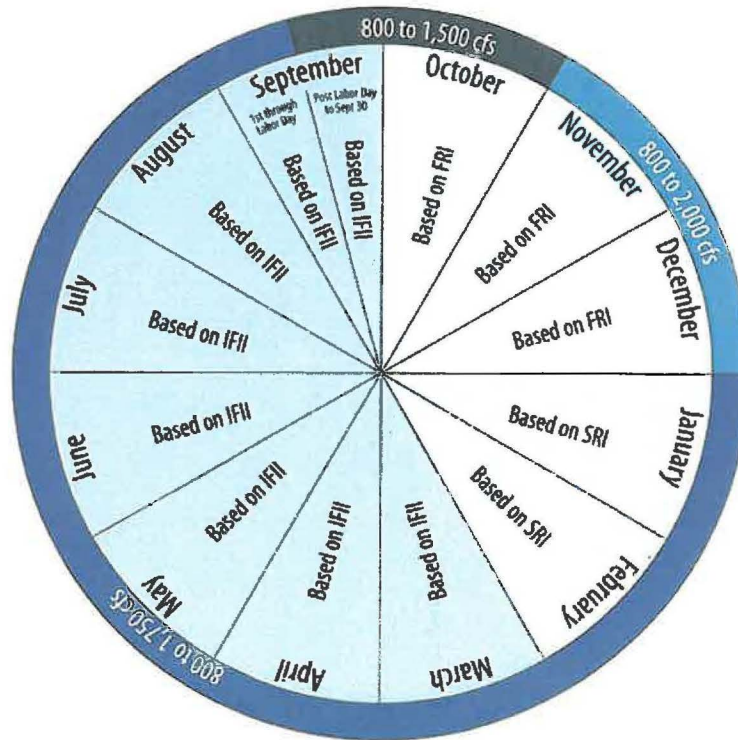 800 to 1,500 cfs
October
Based on FRI
800 to 2,000 cfs
November
Based on FRI
December
Based on FRI
January
Based on SRI
February
Based on SRI
March
Based on IFII
April
Based on IFII
800 to 1,750 cfs
May
Based on IFII
June
Based on IFII
July
Based on IFII
August
Based on IFII
September
1st through
Labor Day
Based on IFII
Post Labor Day
to Sept 30
Based on IFII